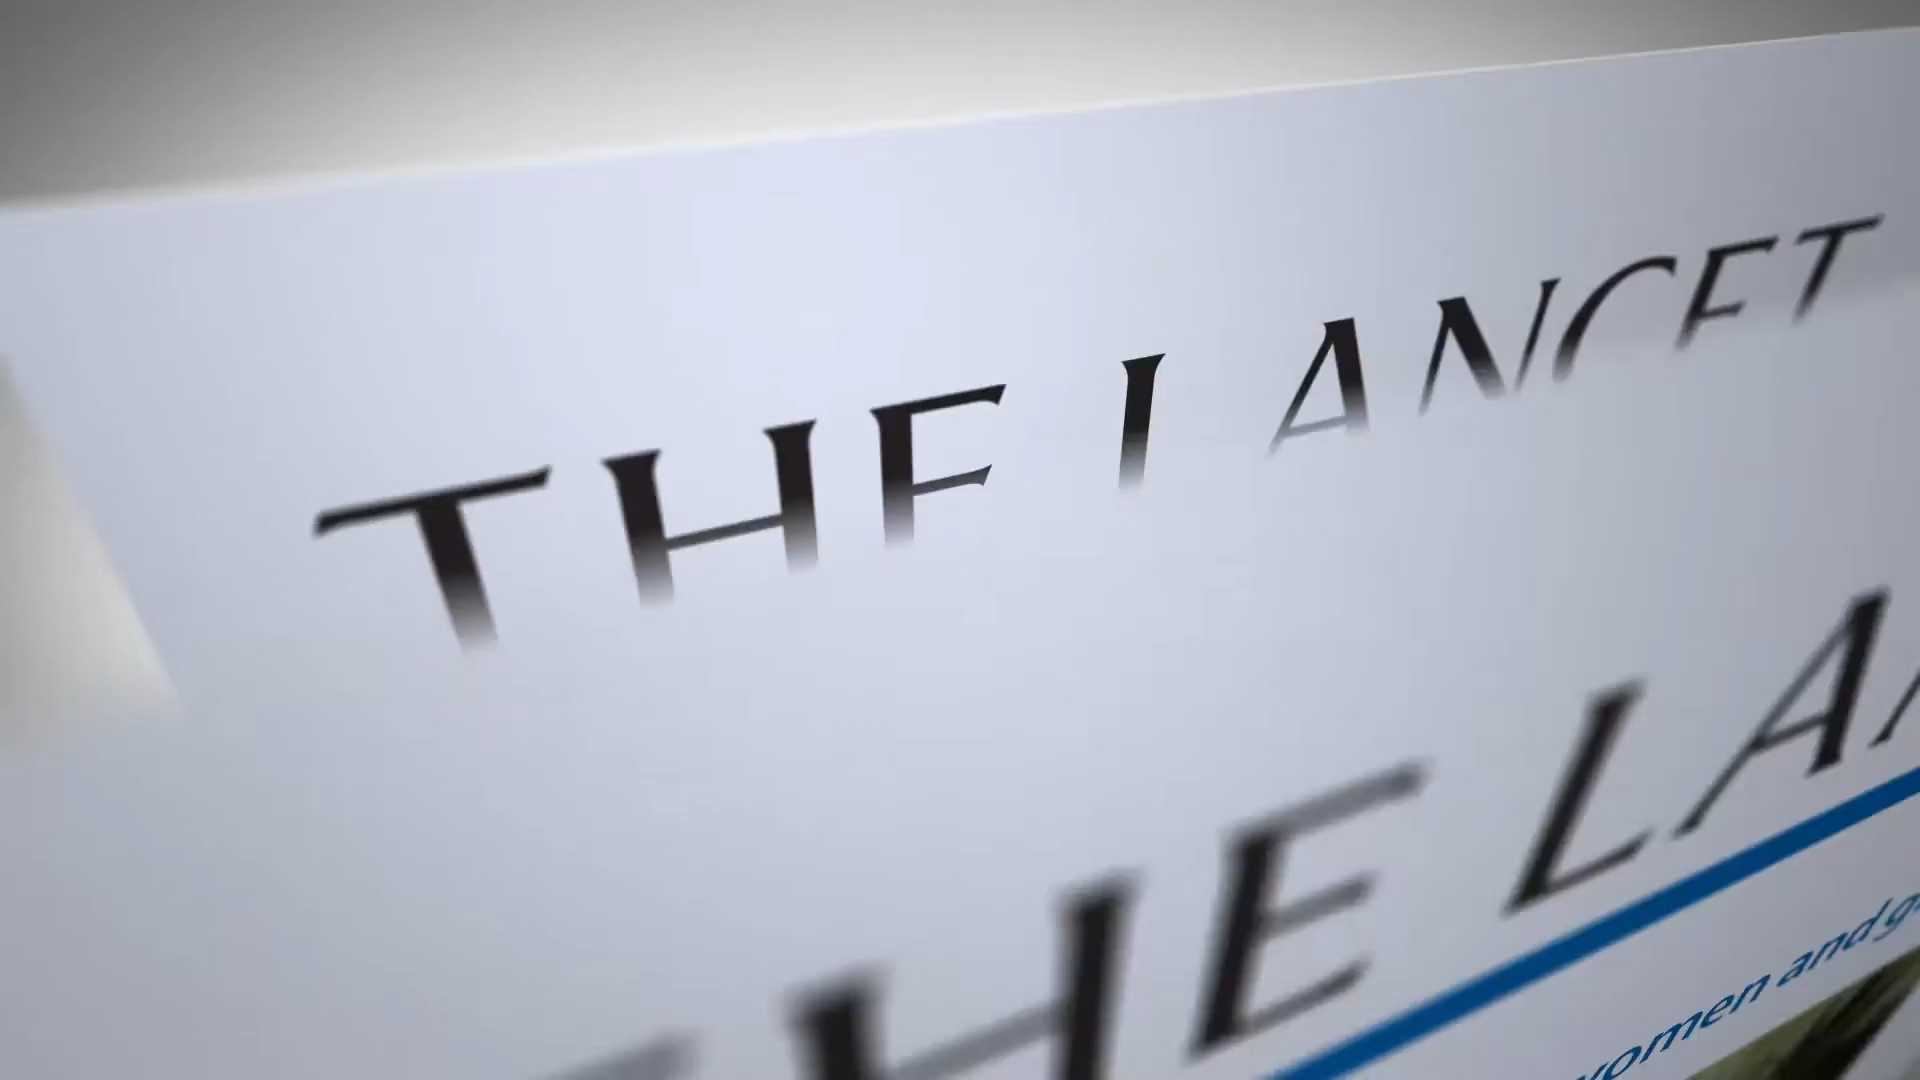 THE LANCET
THE LA
women and g